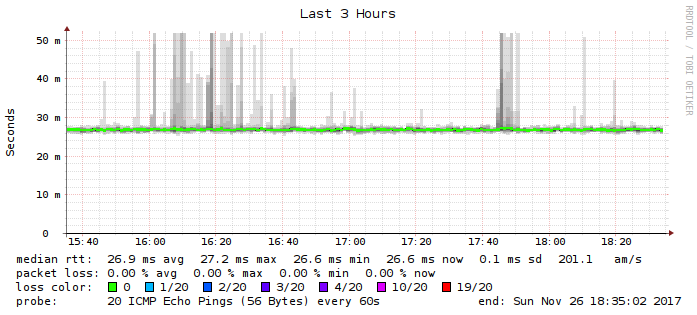 Last 3 Hours
RRDTOOL / TOBI OETIKER
Seconds
50 m
40 m
30 m
20 m
10 m
0
15:40 16:00 16:20 16:40 17:00 17:20 17:40 18:00 18:20
median rtt: 26.9 ms avg 27.2 ms max 26.6 ms min 26.6 ms now 0.1 ms sd 201.1 am/s
packet loss: 0.00 % avg 0.00 % max 0.00 % min 0.00 % now
loss color: 0 1/20 2/20 3/20 4/20 10/20 19/20
probe: 20 ICMP Echo Pings (56 Bytes) every 60s end: Sun Nov 26 18:35:02 2017